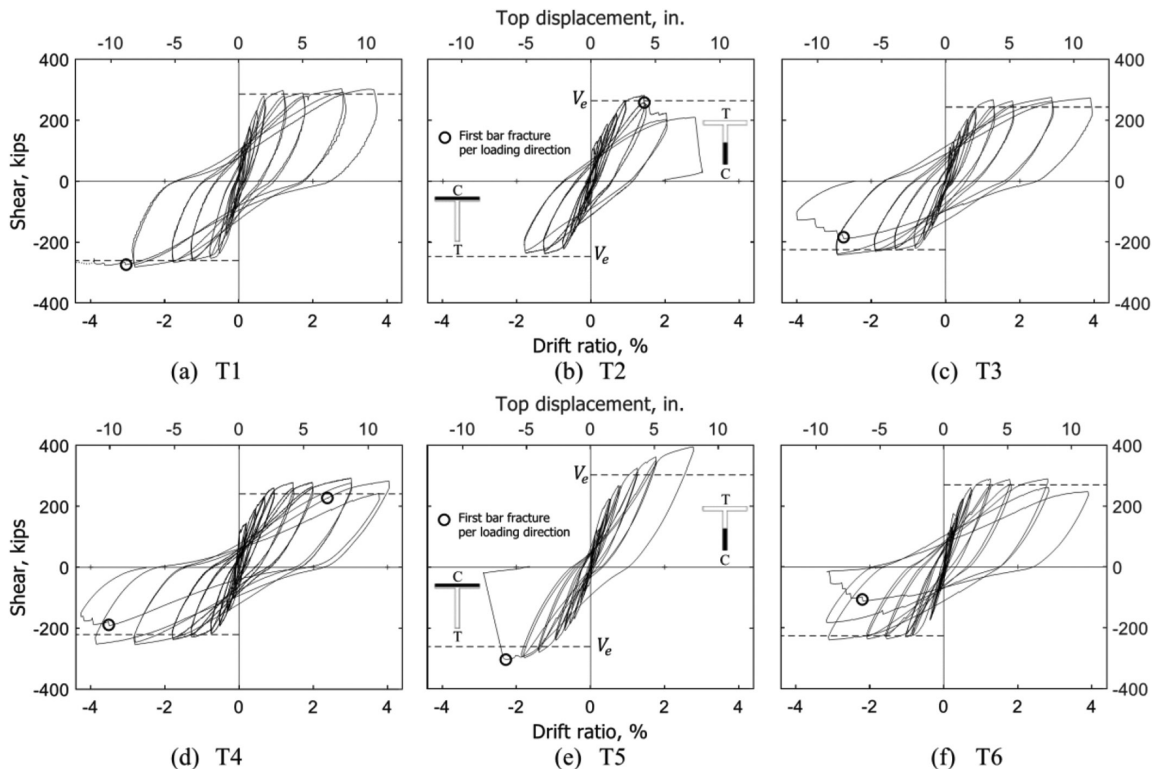 Top displacement, in.
-10 -5 0 5 10 -10 -5 0 5 10 -10 -5 0 5 10
400 400
200 200
0 0
-200 -200
-400 -400
Shear, kips
Vₑ
First bar fracture
per loading direction
T
C
C
T
Vₑ
-4 -2 0 2 4 -4 -2 0 2 4 -4 -2 0 2 4
Drift ratio, %
(a) T1 (b) T2 (c) T3
Top displacement, in.
-10 -5 0 5 10 -10 -5 0 5 10 -10 -5 0 5 10
400 400
200 200
0 0
-200 -200
-400 -400
Shear, kips
Vₑ
First bar fracture
per loading direction
T
C
C
T
Vₑ
-4 -2 0 2 4 -4 -2 0 2 4 -4 -2 0 2 4
Drift ratio, %
(d) T4 (e) T5 (f) T6